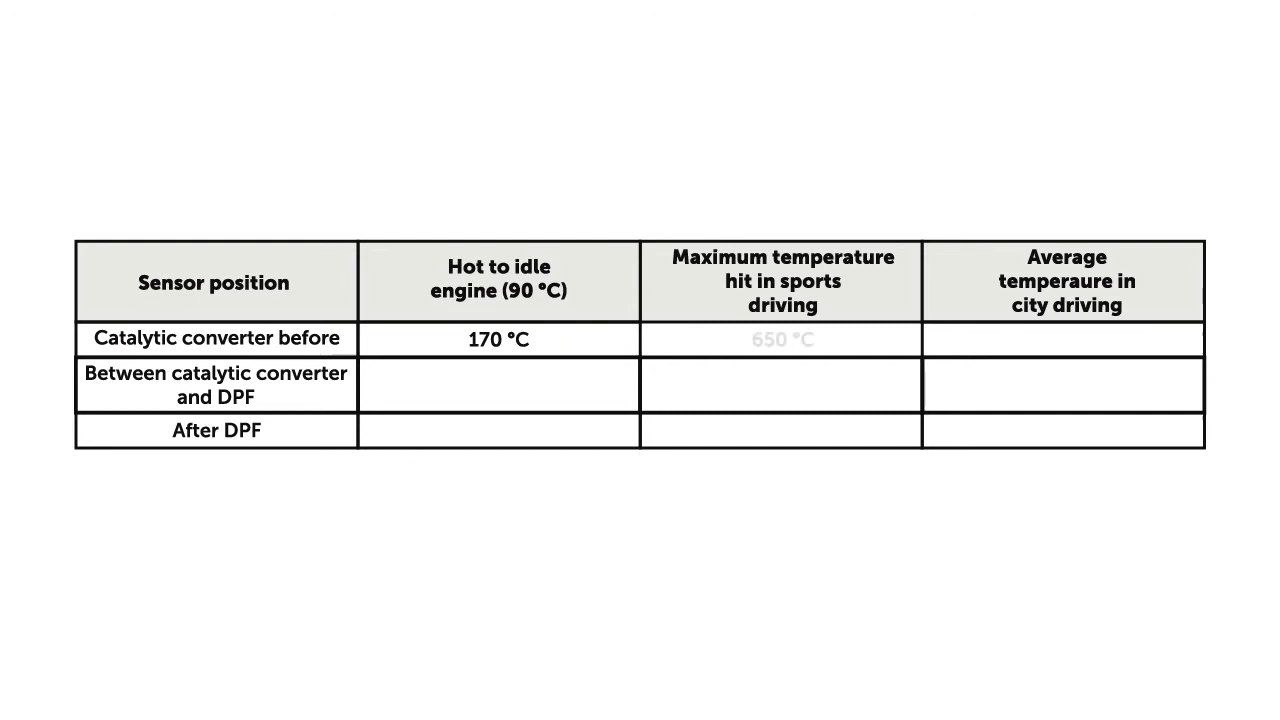 Sensor position
Hot to idle
engine (90 °C)
Maximum temperature
hit in sports
driving
Average
temperaure in
city driving
Catalytic converter before
170 °C
650 °C
Between catalytic converter
and DPF
After DPF